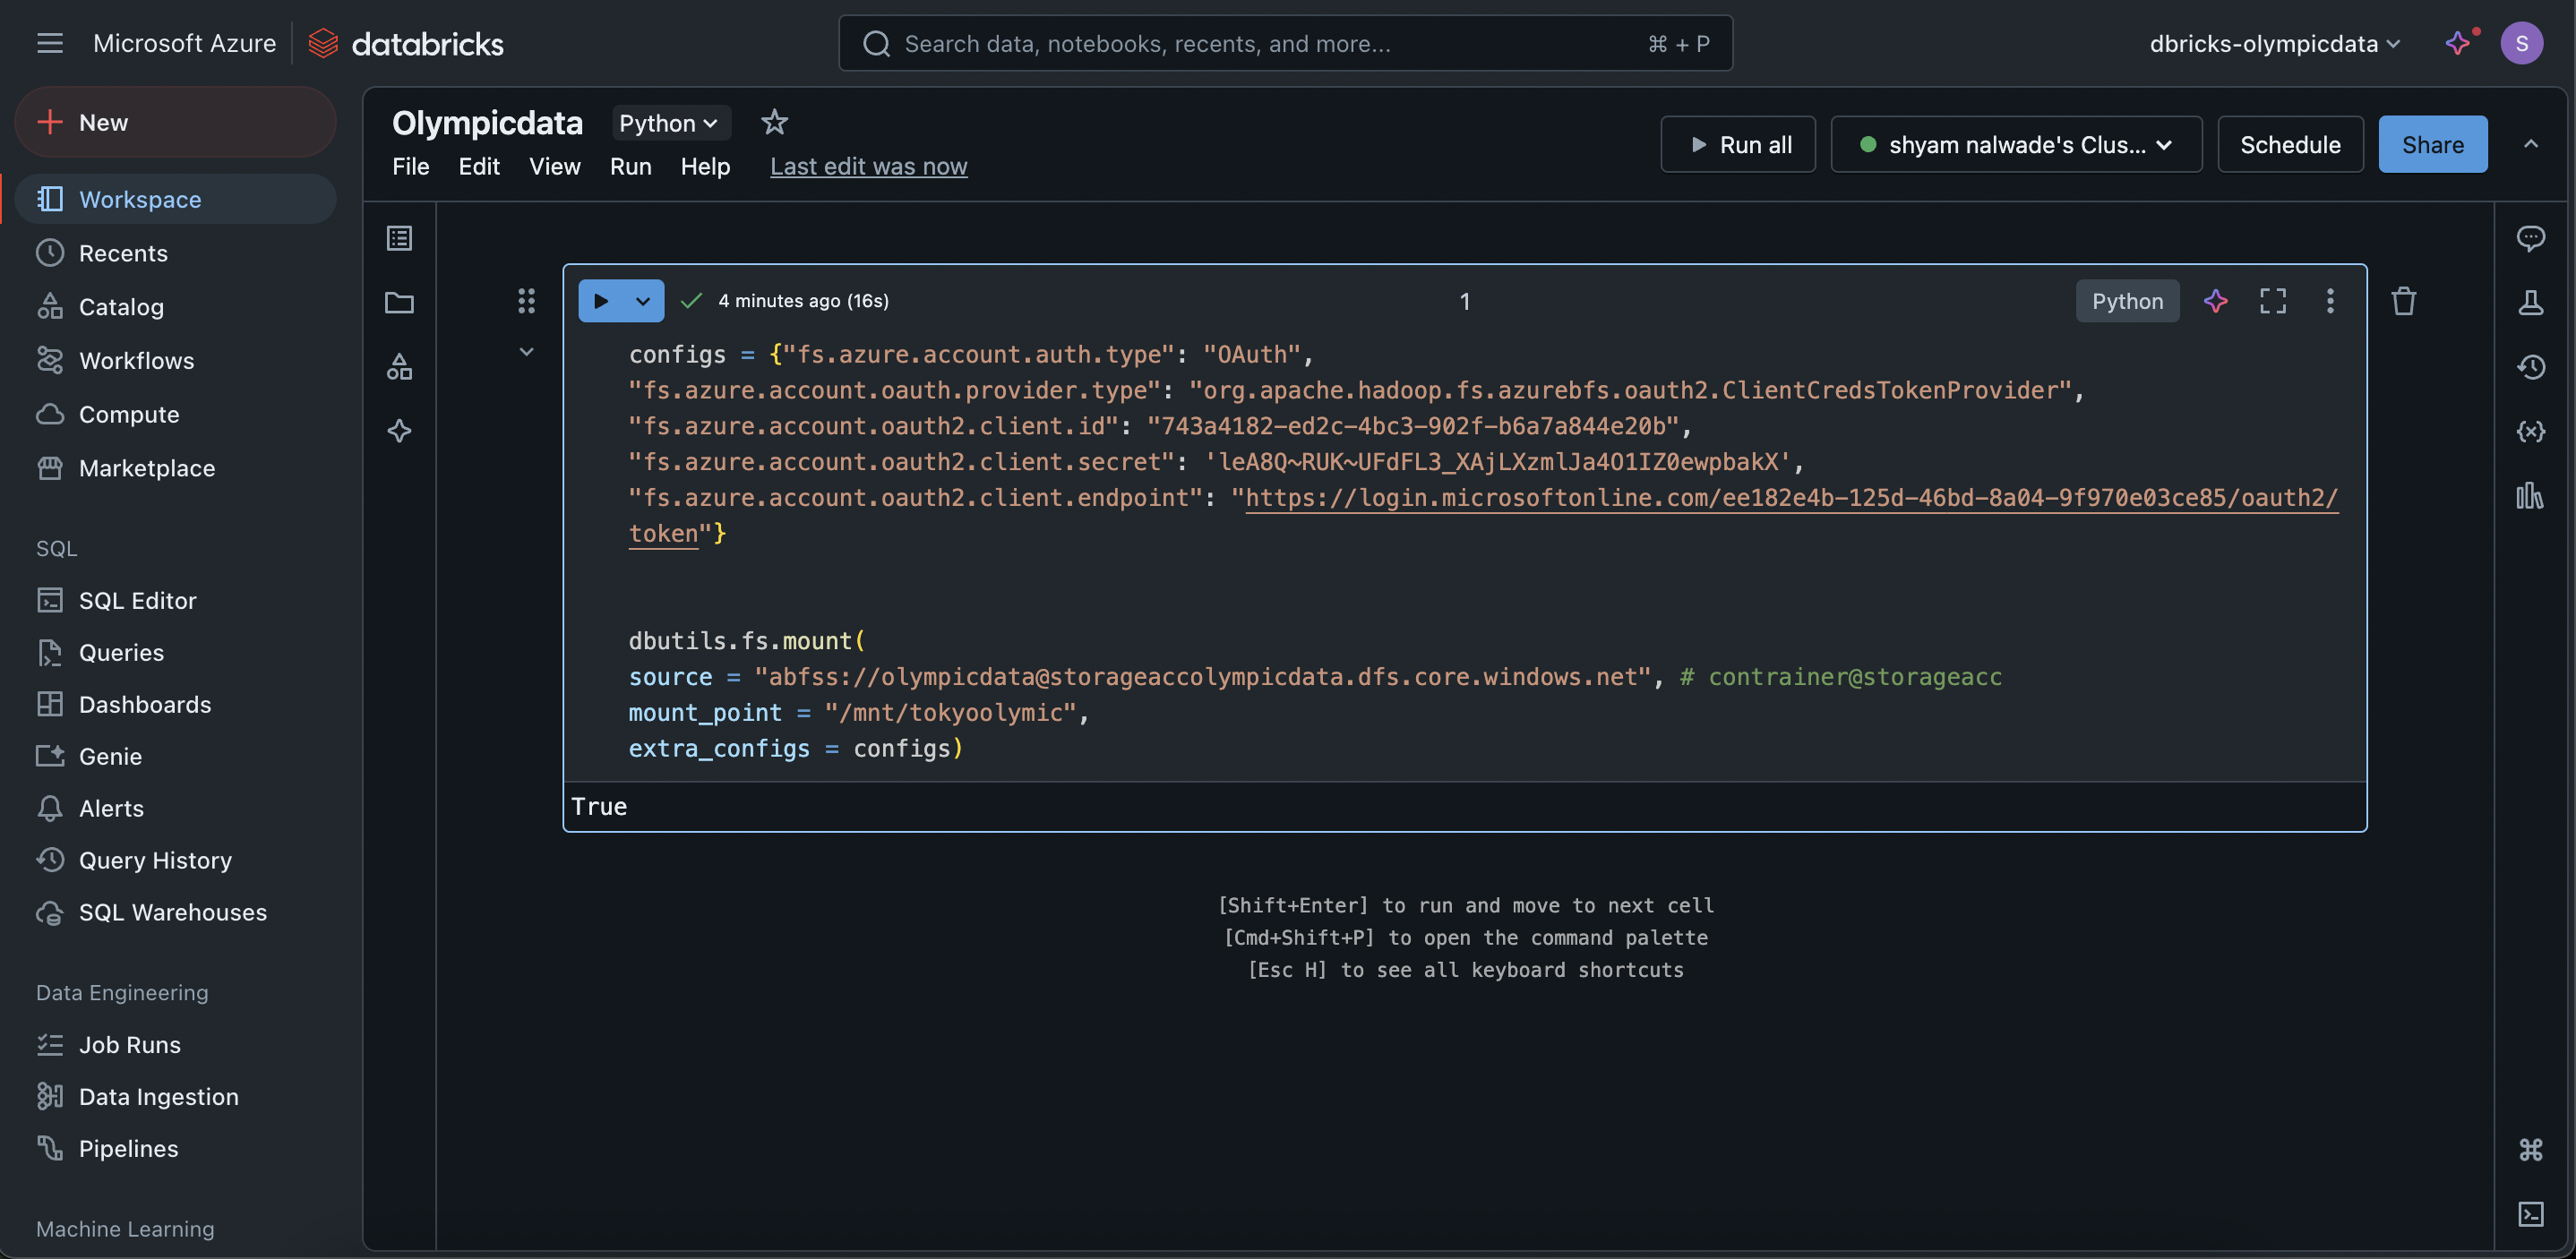 Microsoft Azure databricks
Search data, notebooks, recents, and more... ⌘ + P
dbricks-olympicdata
S
New
Workspace
Recents
Catalog
Workflows
Compute
Marketplace
SQL
SQL Editor
Queries
Dashboards
Genie
Alerts
Query History
SQL Warehouses
Data Engineering
Job Runs
Data Ingestion
Pipelines
Machine Learning
Olympicdata Python
File Edit View Run Help Last edit was now
Run all shyam nalwade's Clus... Schedule Share
4 minutes ago (16s) 1 Python
configs = {"fs.azure.account.auth.type": "OAuth",
"fs.azure.account.oauth.provider.type": "org.apache.hadoop.fs.azurebfs.oauth2.ClientCredsTokenProvider",
"fs.azure.account.oauth2.client.id": "743a4182-ed2c-4bc3-902f-b6a7a844e20b",
"fs.azure.account.oauth2.client.secret": 'leA8Q~RUK~UFdFL3_XAjLXzmlJa4O1IZ0ewpbakX',
"fs.azure.account.oauth2.client.endpoint": "https://login.microsoftonline.com/ee182e4b-125d-46bd-8a04-9f970e03ce85/oauth2/
token"}
dbutils.fs.mount(
source = "abfss://olympicdata@storageaccolympicdata.dfs.core.windows.net", # contrainer@storageacc
mount_point = "/mnt/tokyoolymic",
extra_configs = configs)
True
[Shift+Enter] to run and move to next cell
[Cmd+Shift+P] to open the command palette
[Esc H] to see all keyboard shortcuts